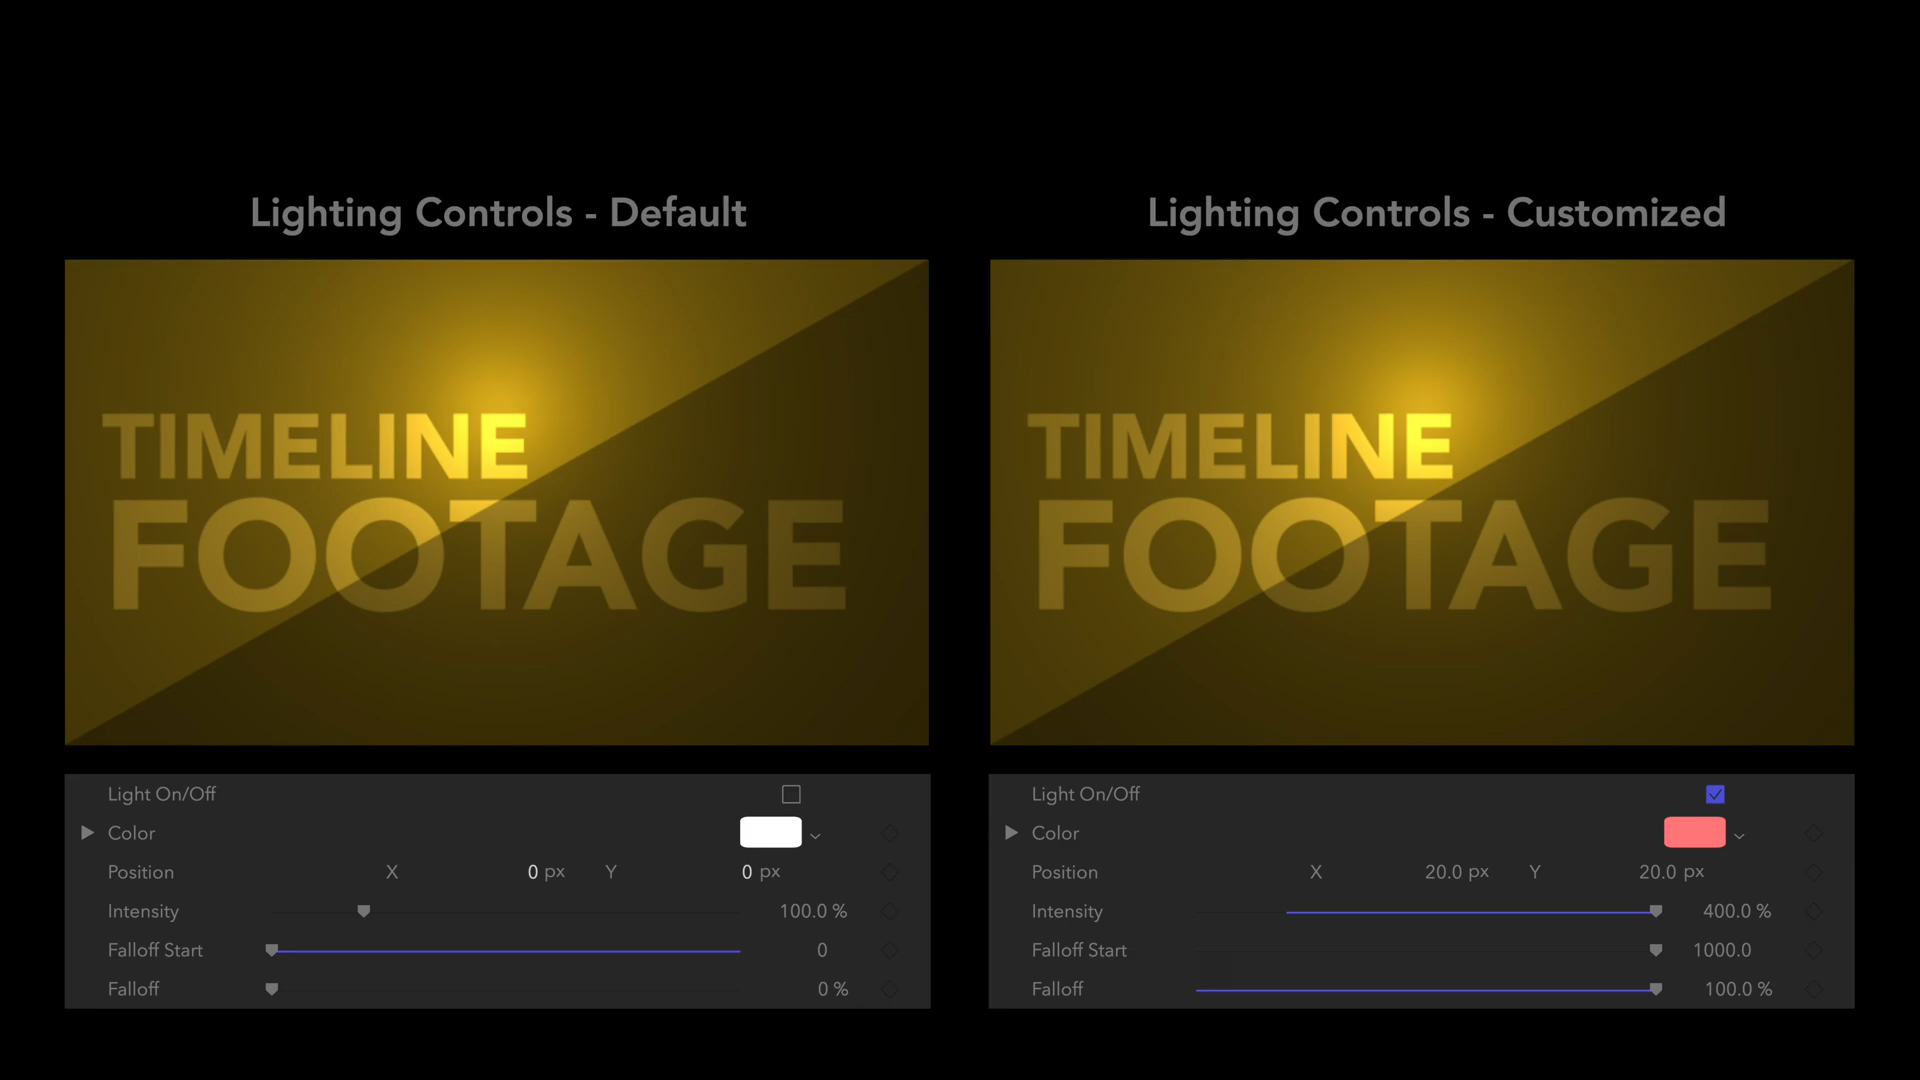 Lighting Controls - Default
TIMELINE
FOOTAGE
Light On/Off
Color
Position X 0 px Y 0 px
Intensity 100.0 %
Falloff Start 0
Falloff 0 %
Lighting Controls - Customized
TIMELINE
FOOTAGE
Light On/Off
Color
Position X 20.0 px Y 20.0 px
Intensity 400.0 %
Falloff Start 1000.0
Falloff 100.0 %